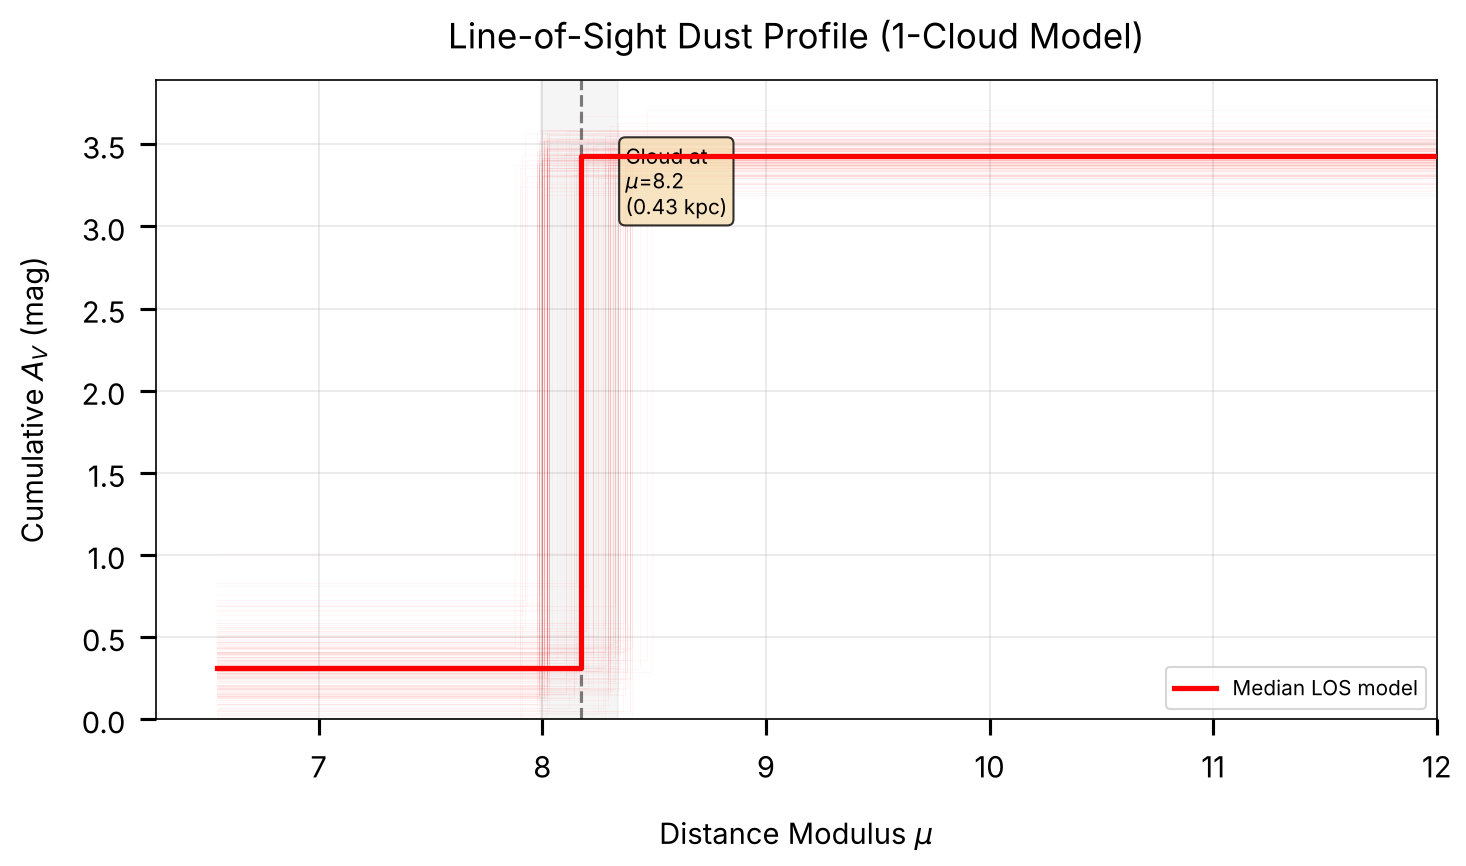 Line-of-Sight Dust Profile (1-Cloud Model)
Cumulative A_V (mag)
3.5
3.0
2.5
2.0
1.5
1.0
0.5
0.0
Cloud at
μ=8.2
(0.43 kpc)
Median LOS model
7
8
9
10
11
12
Distance Modulus μ